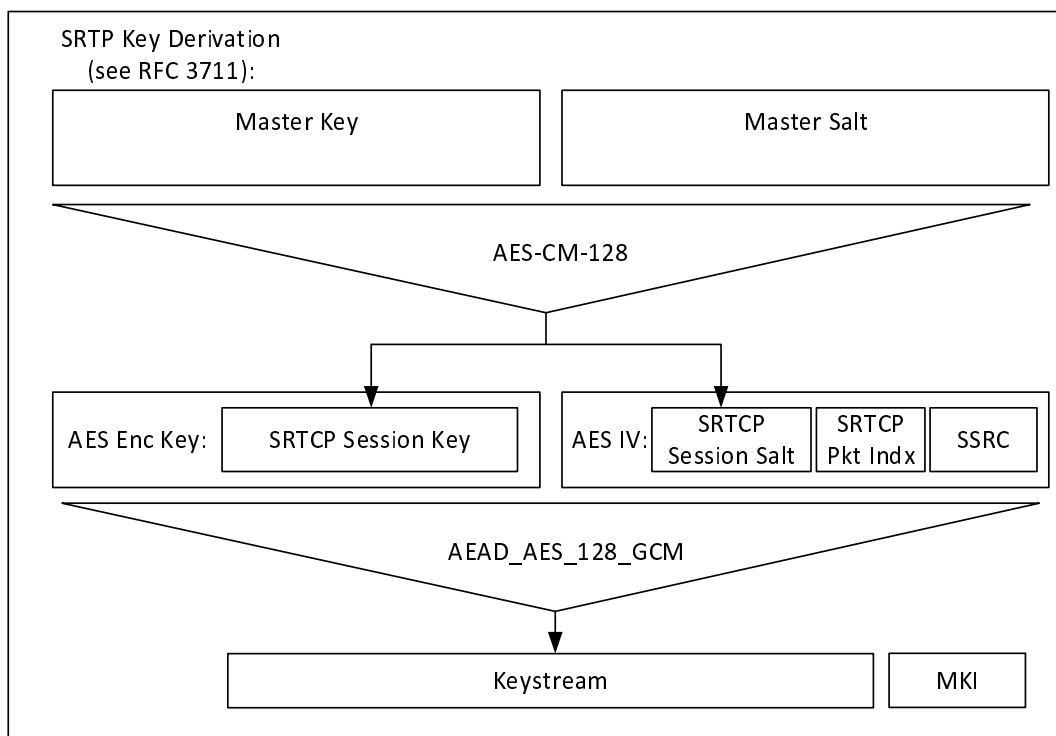 SRTP Key Derivation
(see RFC 3711):
Master Key
Master Salt
AES-CM-128
AES Enc Key:
SRTCP Session Key
AES IV:
SRTCP
Session Salt
SRTCP
Pkt Indx
SSRC
AEAD_AES_128_GCM
Keystream
MKI